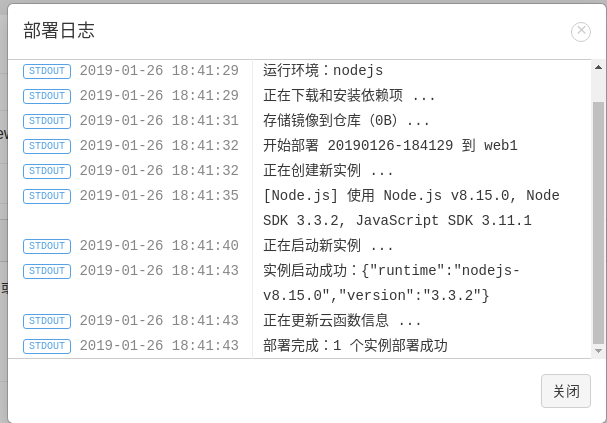 部署日志
STDOUT 2019-01-26 18:41:29 运行环境：nodejs
STDOUT 2019-01-26 18:41:29 正在下载和安装依赖项 ...
STDOUT 2019-01-26 18:41:31 存储镜像到仓库（0B）...
STDOUT 2019-01-26 18:41:32 开始部署 20190126-184129 到 web1
STDOUT 2019-01-26 18:41:32 正在创建新实例 ...
STDOUT 2019-01-26 18:41:35 [Node.js] 使用 Node.js v8.15.0, Node
SDK 3.3.2, JavaScript SDK 3.11.1
STDOUT 2019-01-26 18:41:40 正在启动新实例 ...
STDOUT 2019-01-26 18:41:43 实例启动成功：{"runtime":"nodejs-
v8.15.0","version":"3.3.2"}
STDOUT 2019-01-26 18:41:43 正在更新云函数信息 ...
STDOUT 2019-01-26 18:41:43 部署完成：1 个实例部署成功
关闭